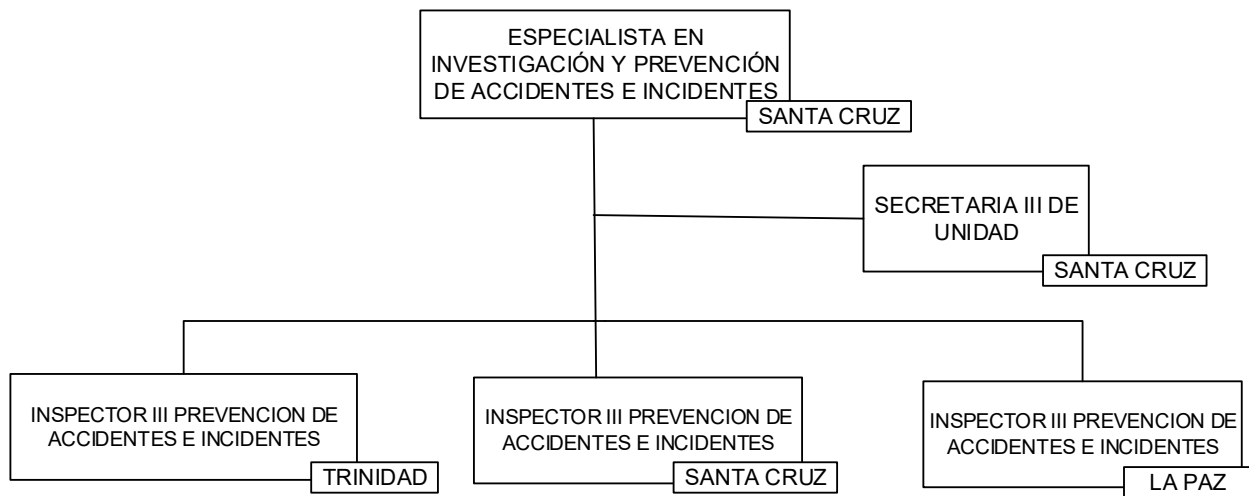 ESPECIALISTA EN
INVESTIGACIÓN Y PREVENCIÓN
DE ACCIDENTES E INCIDENTES
SANTA CRUZ
SECRETARIA III DE
UNIDAD
SANTA CRUZ
INSPECTOR III PREVENCION DE
ACCIDENTES E INCIDENTES
TRINIDAD
INSPECTOR III PREVENCION DE
ACCIDENTES E INCIDENTES
SANTA CRUZ
INSPECTOR III PREVENCION DE
ACCIDENTES E INCIDENTES
LA PAZ